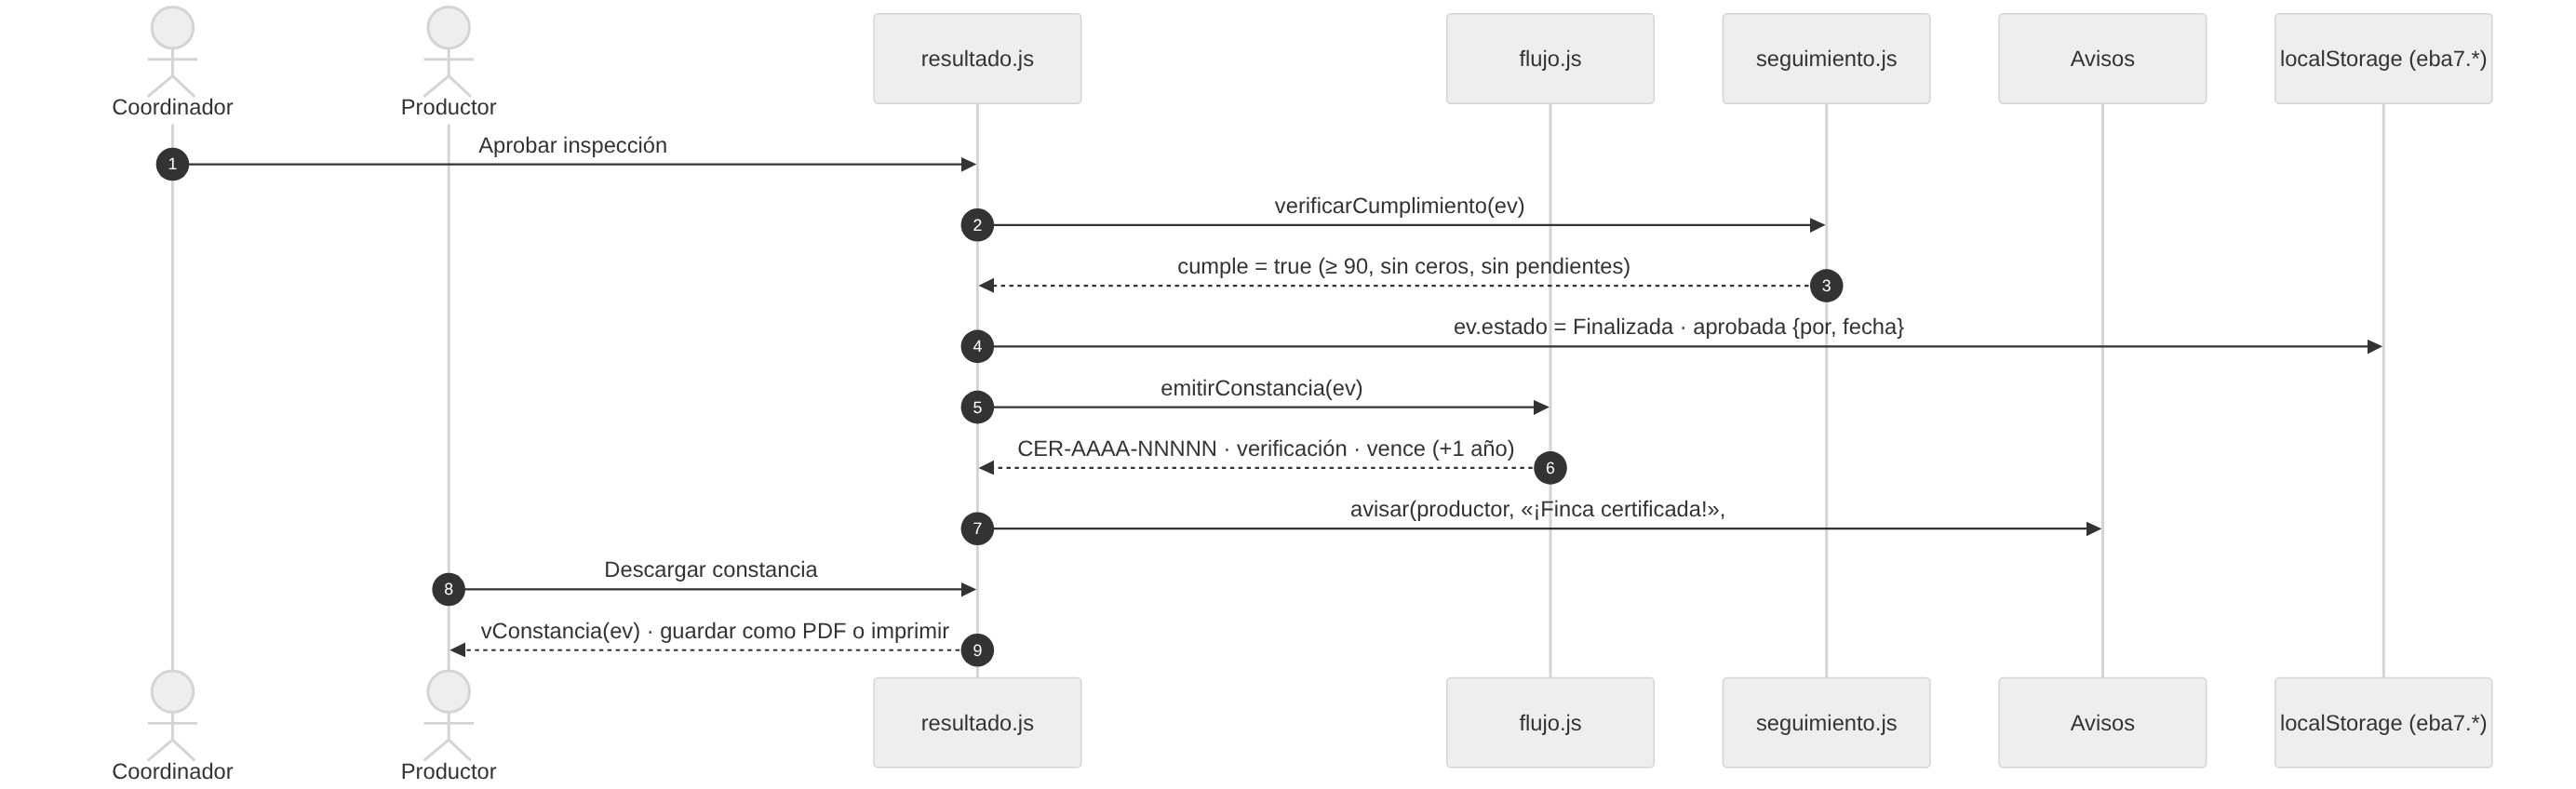 Coordinador
Productor
resultado.js
flujo.js
seguimiento.js
Avisos
localStorage (eba7.*)
Aprobar inspección
1
verificarCumplimiento(ev)
2
cumple = true (≥ 90, sin ceros, sin pendientes)
3
ev.estado = Finalizada · aprobada {por, fecha}
4
emitirConstancia(ev)
5
CER-AAAA-NNNNN · verificación · vence (+1 año)
6
avisar(productor, «¡Finca certificada!»,
7
Descargar constancia
8
vConstancia(ev) · guardar como PDF o imprimir
9
Coordinador
Productor
resultado.js
flujo.js
seguimiento.js
Avisos
localStorage (eba7.*)